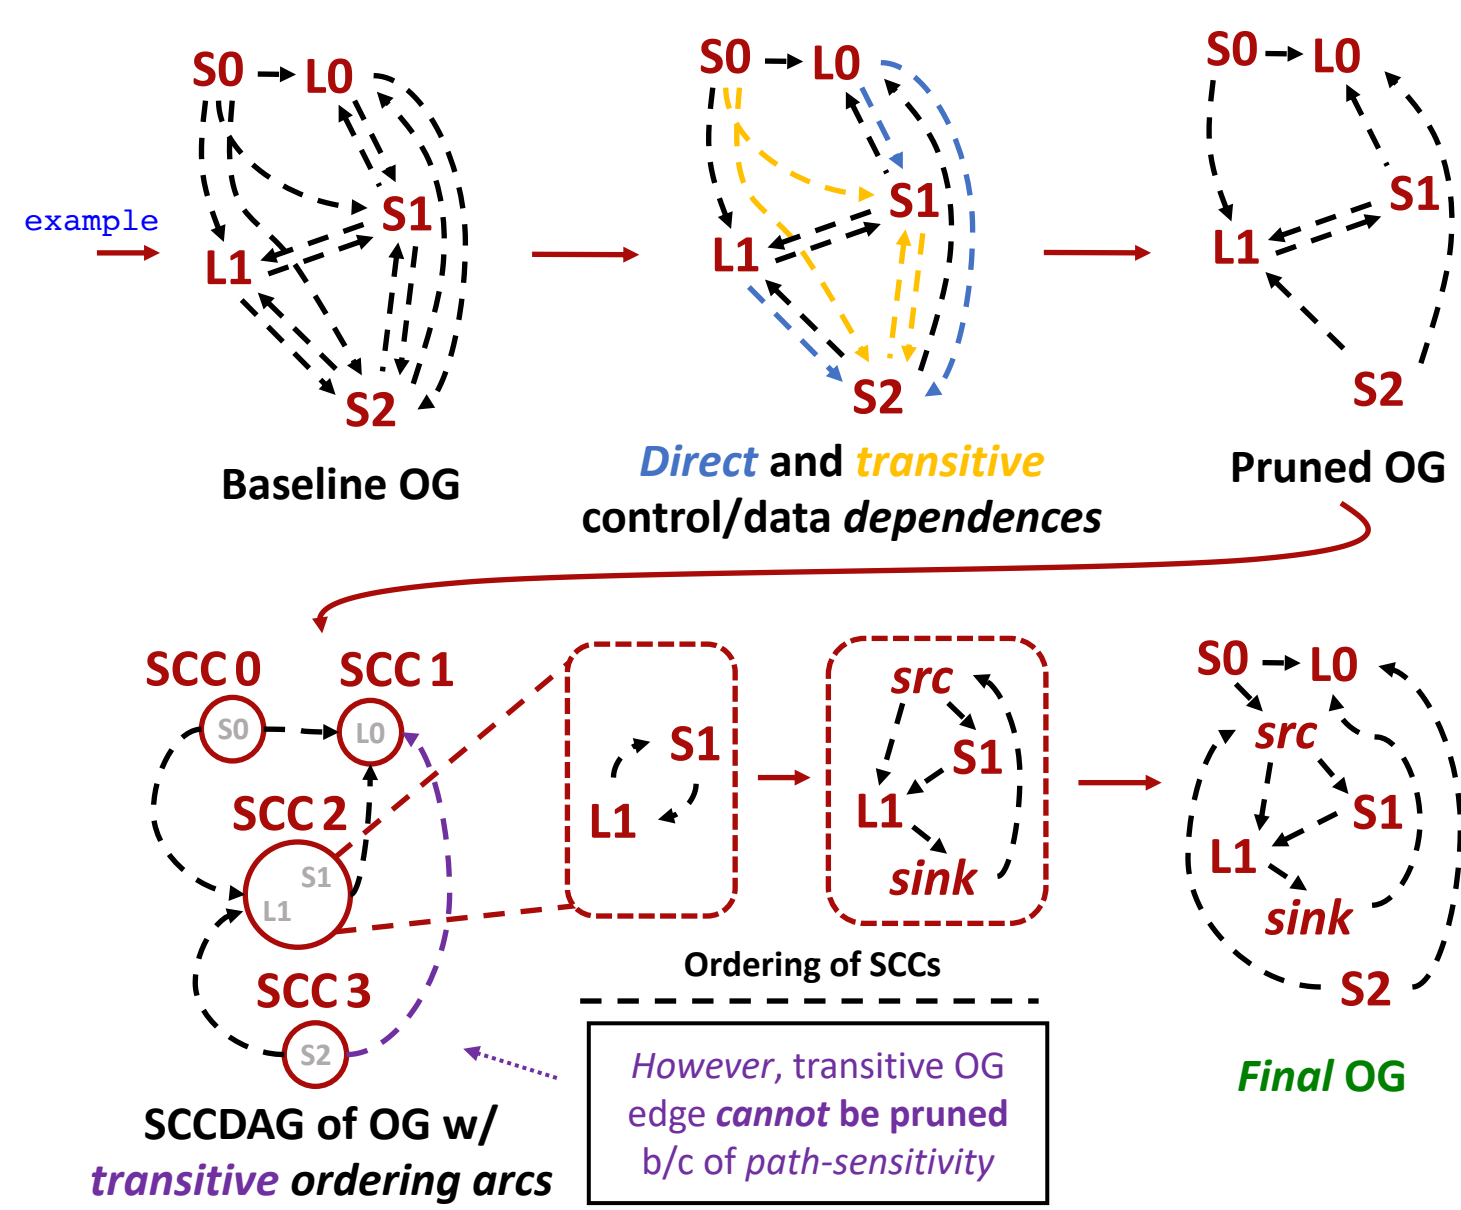 S0
L0
S1
example
L1
S2
Baseline OG
S0
L0
S1
L1
S2
Direct and transitive
control/data dependences
S0
L0
S1
L1
S2
Pruned OG
SCC 0
SCC 1
S0
L0
SCC 2
S1
L1
SCC 3
S2
SCCDAG of OG w/
transitive ordering arcs
S1
L1
src
S1
L1
sink
Ordering of SCCs
However, transitive OG
edge cannot be pruned
b/c of path-sensitivity
S0
L0
src
S1
L1
sink
S2
Final OG